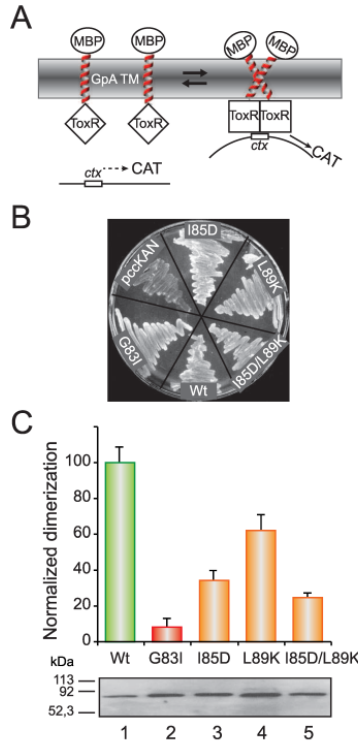 A
MBP MBP MBP MBP
GpA TM
ToxR ToxR ToxR ToxR
ctx
ctx CAT
CAT
B
I85D
pccKAN
L89K
G83I
I85D/L89K
Wt
C
Normalized dimerization
120
100
80
60
40
20
0
Wt G83I I85D L89K I85D/L89K
kDa
113
92
52,3
1 2 3 4 5